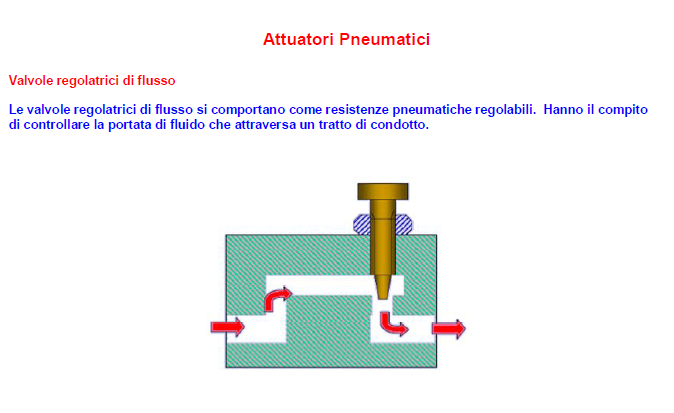 Attuatori Pneumatici
Valvole regolatrici di flusso
Le valvole regolatrici di flusso si comportano come resistenze pneumatiche regolabili. Hanno il compito
di controllare la portata di fluido che attraversa un tratto di condotto.